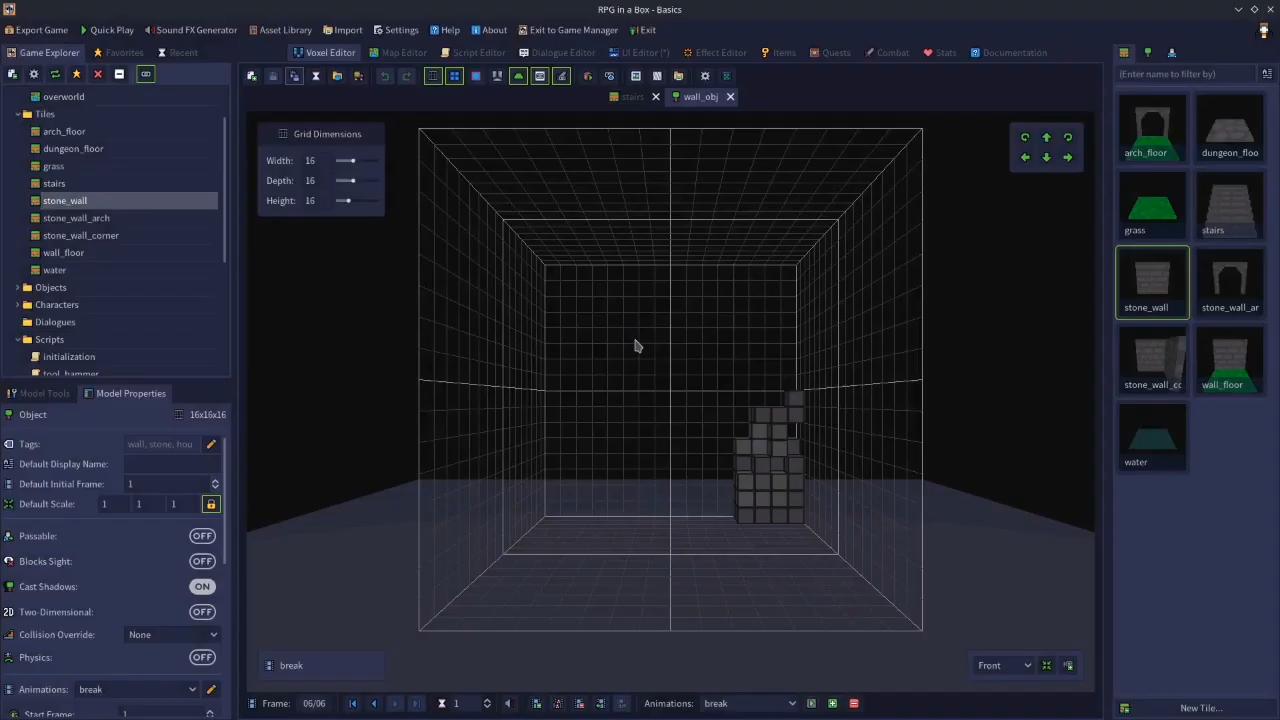 RPG in a Box - Basics
Export Game Quick Play Sound FX Generator Asset Library Import Settings Help About Exit to Game Manager Exit
Game Explorer Favorites Recent
Voxel Editor Map Editor Script Editor Dialogue Editor UI Editor (*) Effect Editor Items Quests Combat Stats Documentation
(Enter name to filter by)
stairs wall_obj
overworld
Tiles
arch_floor
dungeon_floor
grass
stairs
stone_wall
stone_wall_arch
stone_wall_corner
wall_floor
water
Objects
Characters
Dialogues
Scripts
initialization
tool_hammer
Model Tools Model Properties
Object 16x16x16
Tags: wall, stone, hou
Default Display Name:
Default Initial Frame: 1
Default Scale: 1 1 1
Passable: OFF
Blocks Sight: OFF
Cast Shadows: ON
2D Two-Dimensional: OFF
Collision Override: None
Physics: OFF
Animations: break
Start Frame: 1
Grid Dimensions
Width: 16
Depth: 16
Height: 16
break
Front
Frame: 06/06 1 Animations: break
arch_floor dungeon_floo
grass stairs
stone_wall stone_wall_ar
stone_wall_co wall_floor
water
New Tile...